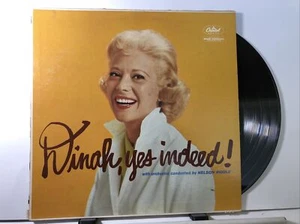 Capitol
Dinah, yes indeed!
with orchestra conducted by NELSON RIDDLE